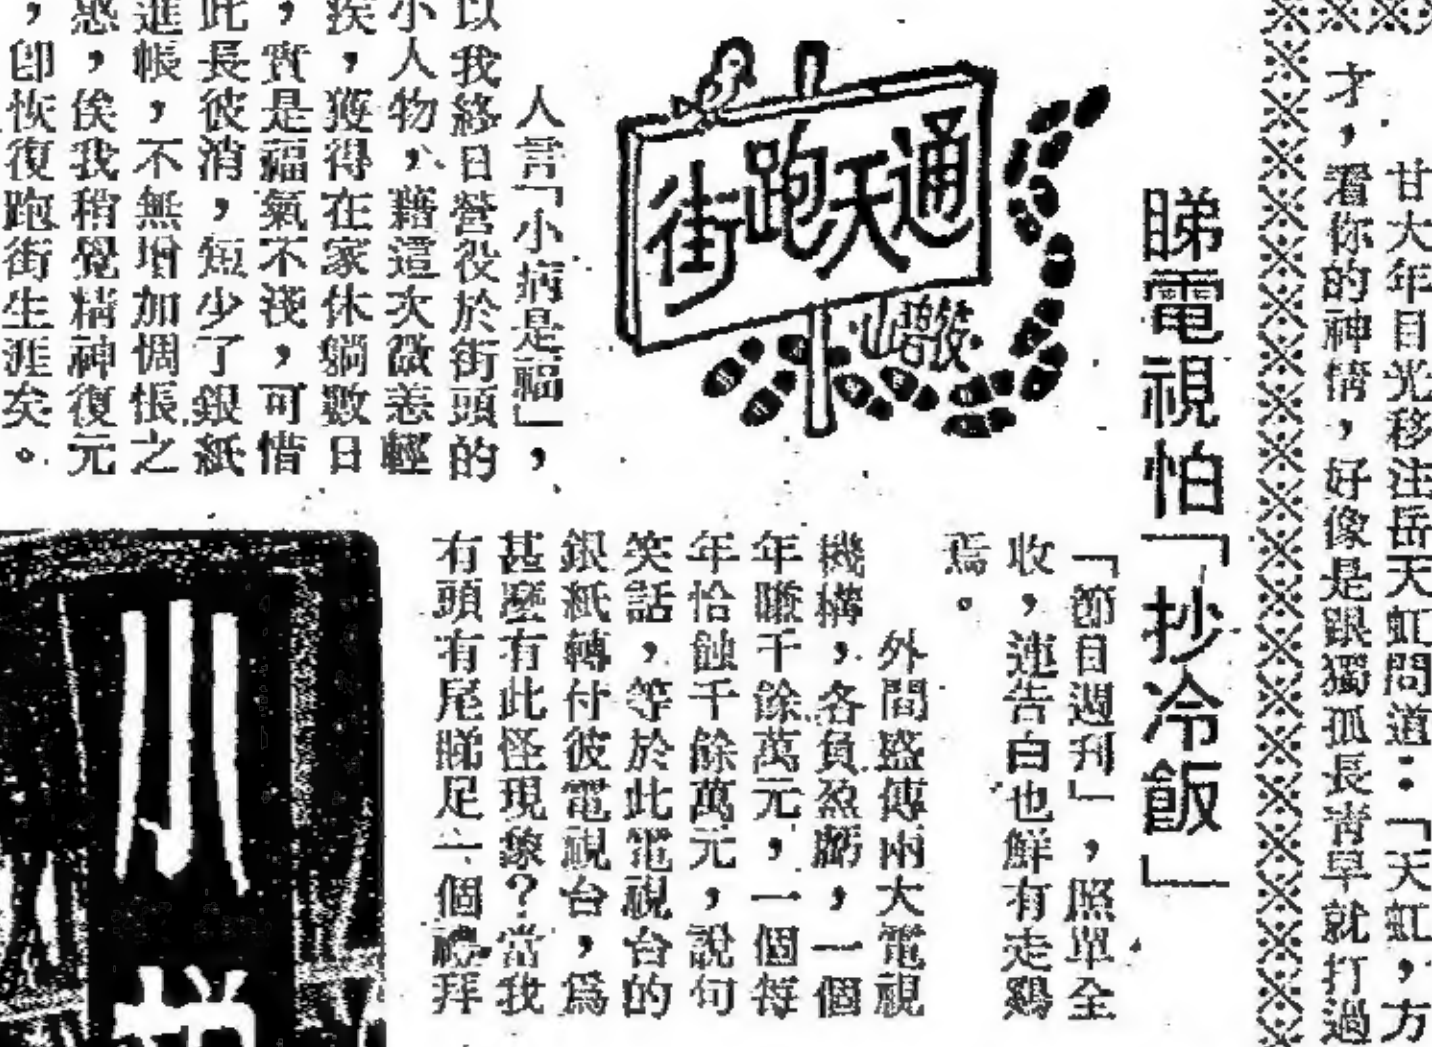 甘大年目光移注岳天虹問道：「天虹，方
才，看你的神情，好像是跟獨孤長青早就打過
睇電視怕「抄冷飯」
通天跑街
人言「小病是福」，
以我終日營役於街頭的
小人物，藉這次微恙輕
疾，獲得在家休躺數日
，實是福氣不淺，可惜
此長彼消，短少了銀紙
進帳，不無增加惆悵之
惑，俟我稍覺精神復元
，卽恢復跑街生涯矣。
「節目週刊」，照單全
收，連告白也鮮有走鷄
焉。
外間盛傳兩大電視
機構，各負盈虧，一個
年賺千餘萬元，一個每
年恰蝕千餘萬元，說句
笑話，等於此電視台的
銀紙轉付彼電視台，爲
甚麼有此怪現象？當我
有頭有尾睇足一個禮拜
小